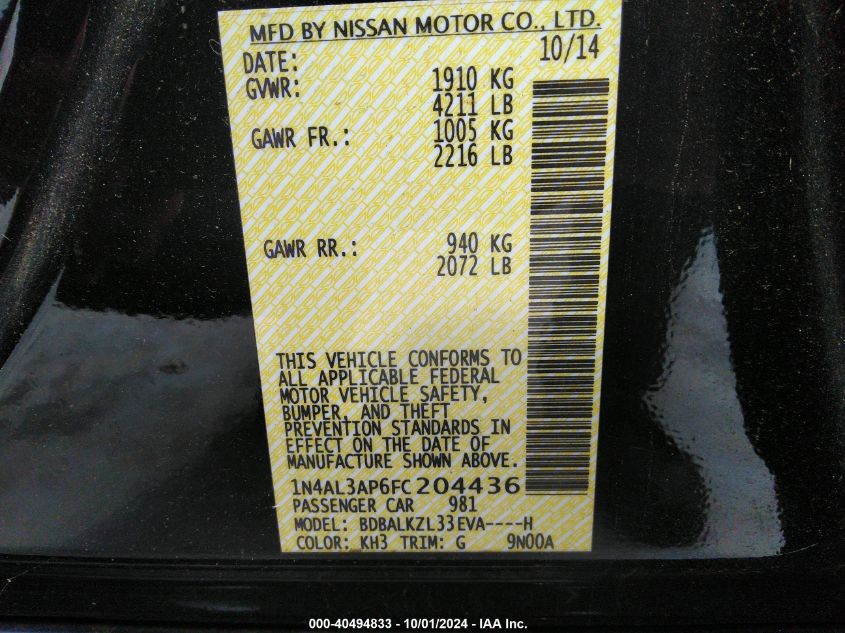 MFD BY NISSAN MOTOR CO., LTD.
DATE: 10/14
GVWR: 1910 KG
4211 LB
GAWR FR.: 1005 KG
2216 LB
GAWR RR.: 940 KG
2072 LB
THIS VEHICLE CONFORMS TO
ALL APPLICABLE FEDERAL
MOTOR VEHICLE SAFETY,
BUMPER, AND THEFT
PREVENTION STANDARDS IN
EFFECT ON THE DATE OF
MANUFACTURE SHOWN ABOVE.
1N4AL3AP6FC204436
PASSENGER CAR 981
MODEL: BDBALKZL33EVA----H
COLOR: KH3 TRIM: G 9N00A
000-40494833 - 10/01/2024 - IAA Inc.